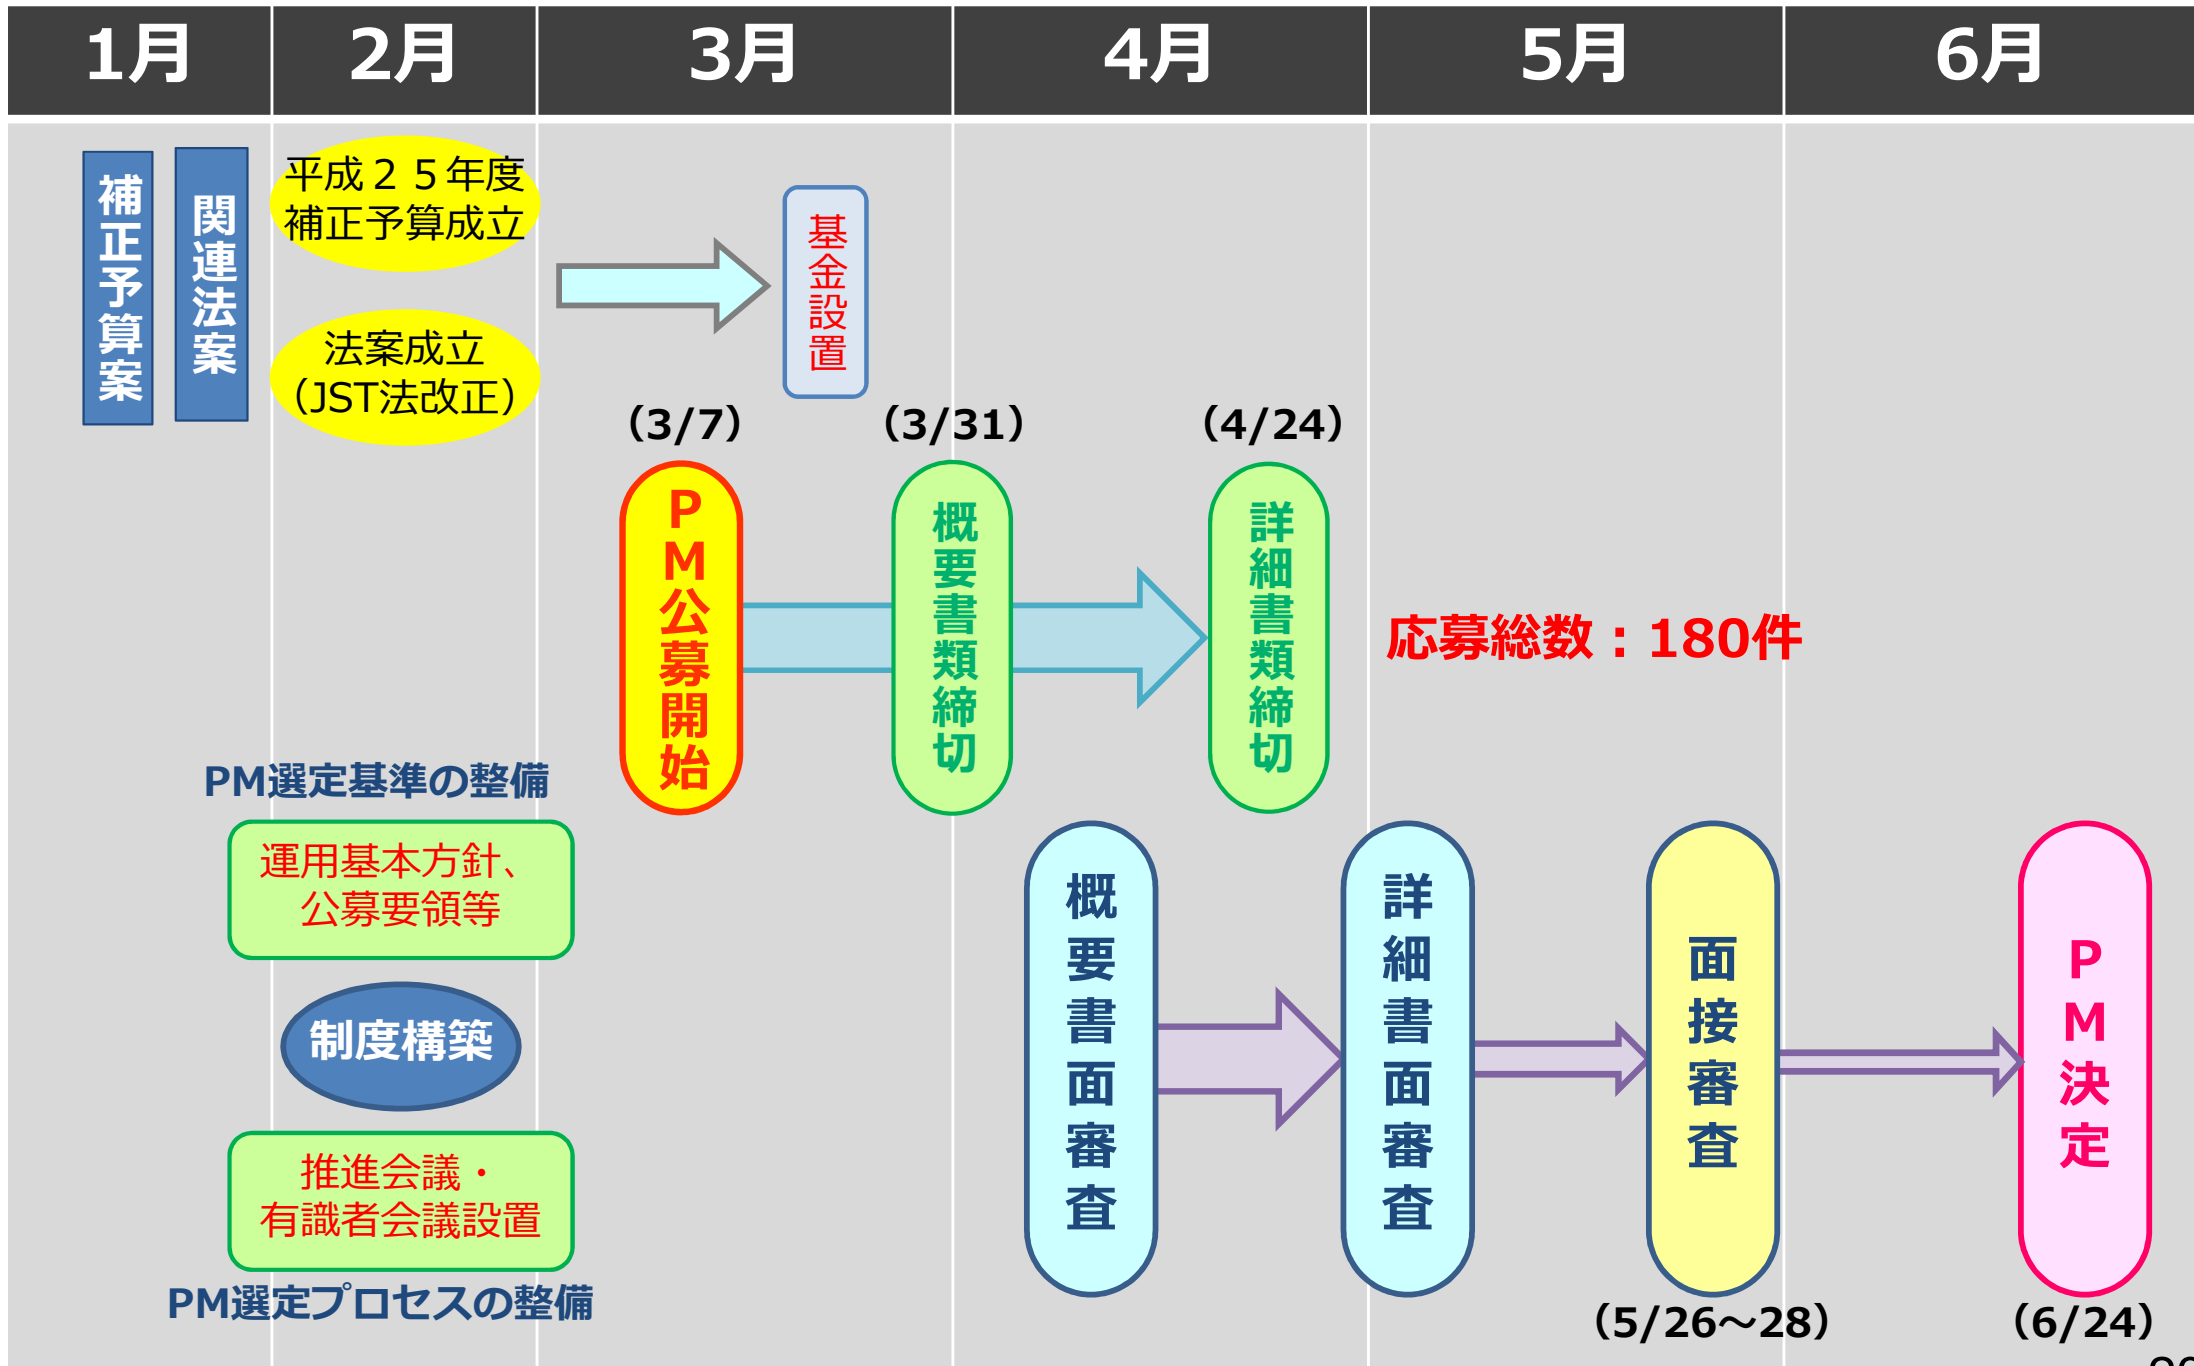 1月
2月
3月
4月
5月
6月
補正予算案
関連法案
平成２５年度
補正予算成立
法案成立
（JST法改正）
基金設置
（3/7）
（3/31）
（4/24）
ＰＭ公募開始
概要書類締切
詳細書類締切
応募総数：180件
PM選定基準の整備
運用基本方針、
公募要領等
制度構築
推進会議・
有識者会議設置
PM選定プロセスの整備
概要書面審査
詳細書面審査
面接審査
ＰＭ決定
（5/26～28）
（6/24）